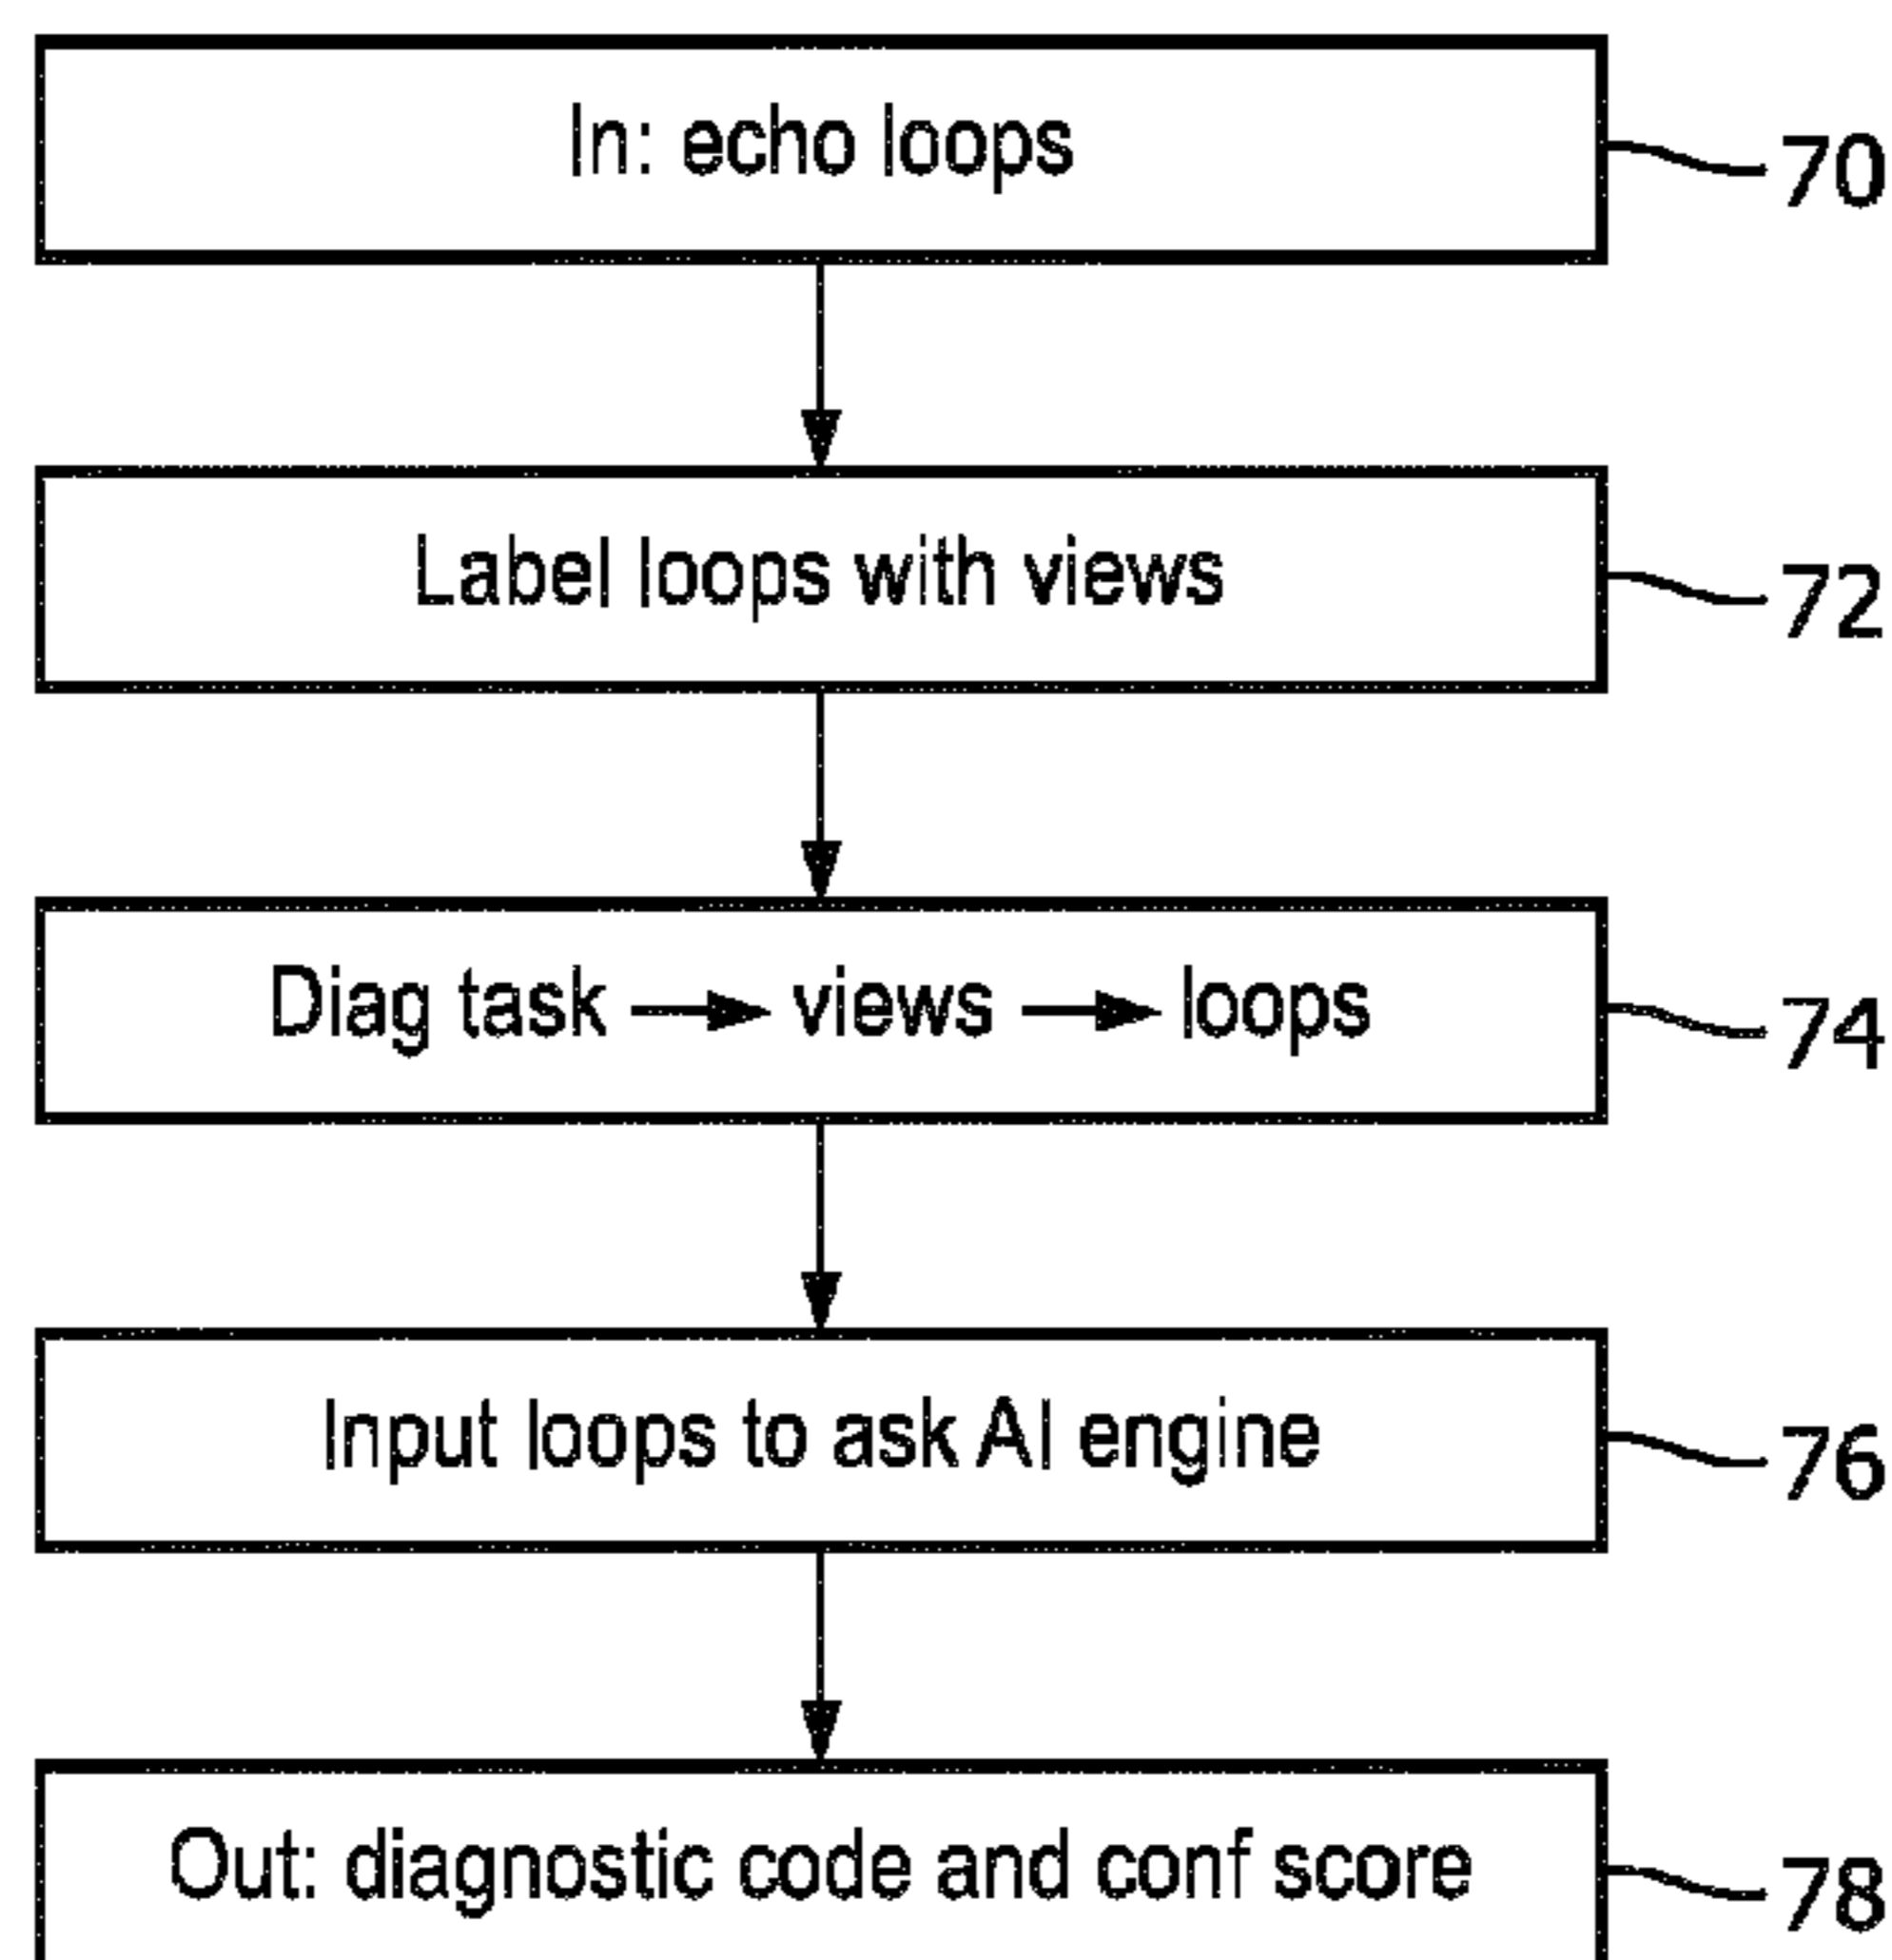 In: echo loops
70
Label loops with views
72
Diag task → views → loops
74
Input loops to ask AI engine
76
Out: diagnostic code and conf score
78